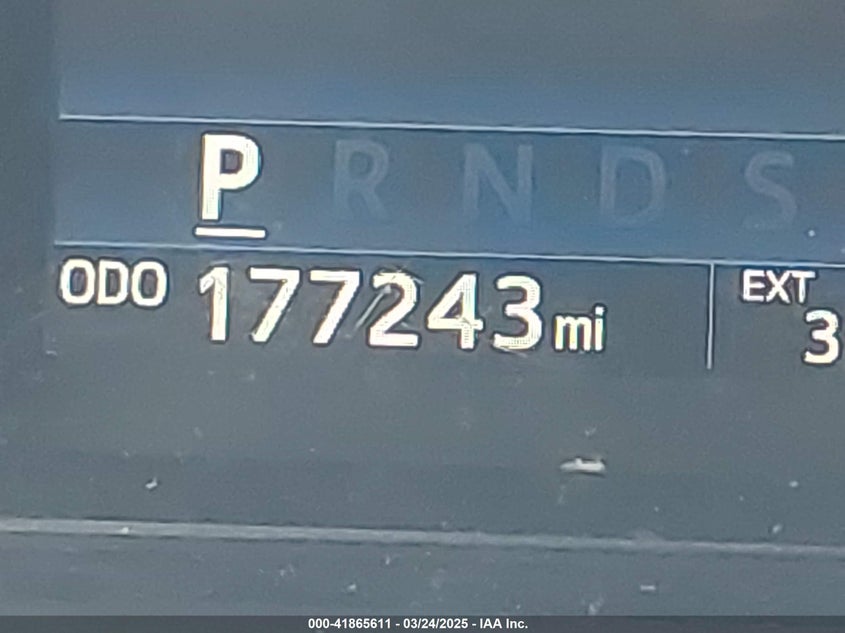 P R N D S
ODO 177243 mi
EXT
3
000-41865611 - 03/24/2025 - IAA Inc.